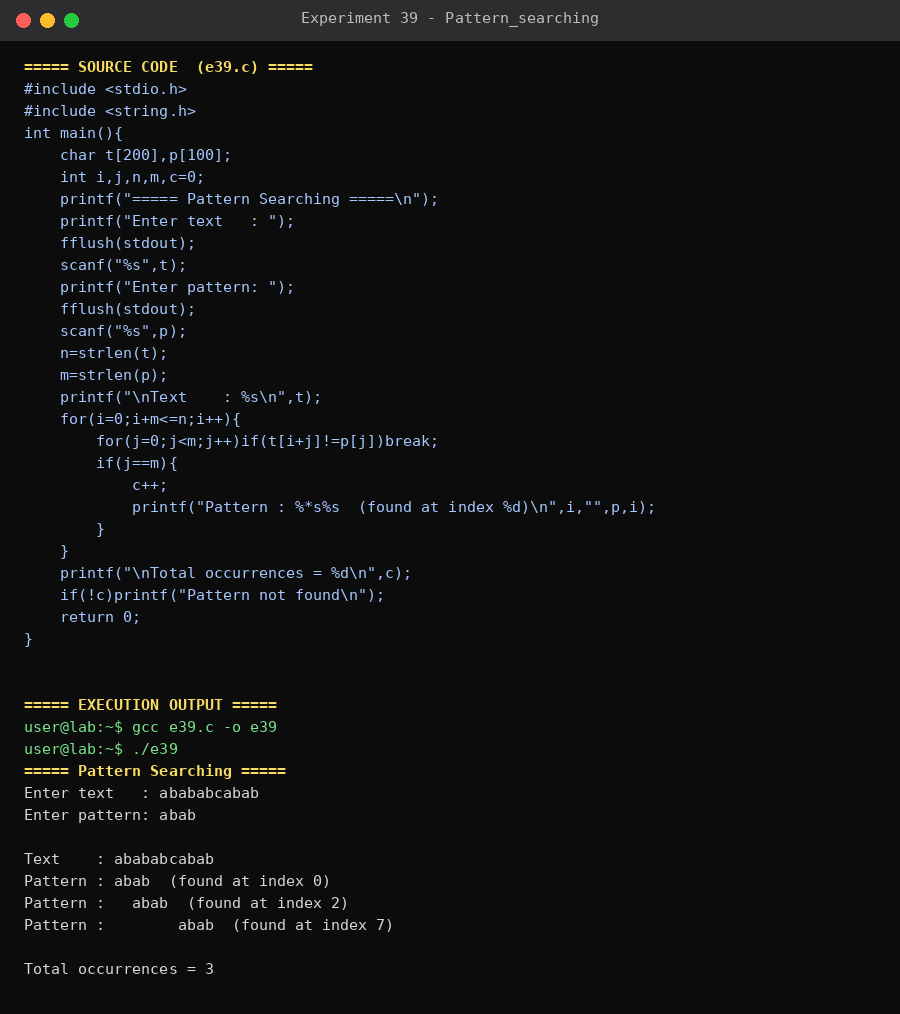 Experiment 39 - Pattern_searching
===== SOURCE CODE  (e39.c) =====
#include <stdio.h>
#include <string.h>
int main(){
    char t[200],p[100];
    int i,j,n,m,c=0;
    printf("===== Pattern Searching =====\n");
    printf("Enter text   : ");
    fflush(stdout);
    scanf("%s",t);
    printf("Enter pattern: ");
    fflush(stdout);
    scanf("%s",p);
    n=strlen(t);
    m=strlen(p);
    printf("\nText    : %s\n",t);
    for(i=0;i+m<=n;i++){
        for(j=0;j<m;j++)if(t[i+j]!=p[j])break;
        if(j==m){
            c++;
            printf("Pattern : %*s%s  (found at index %d)\n",i,"",p,i);
        }
    }
    printf("\nTotal occurrences = %d\n",c);
    if(!c)printf("Pattern not found\n");
    return 0;
}
===== EXECUTION OUTPUT =====
user@lab:~$ gcc e39.c -o e39
user@lab:~$ ./e39
===== Pattern Searching =====
Enter text   : abababcabab
Enter pattern: abab

Text    : abababcabab
Pattern : abab  (found at index 0)
Pattern :   abab  (found at index 2)
Pattern :        abab  (found at index 7)

Total occurrences = 3